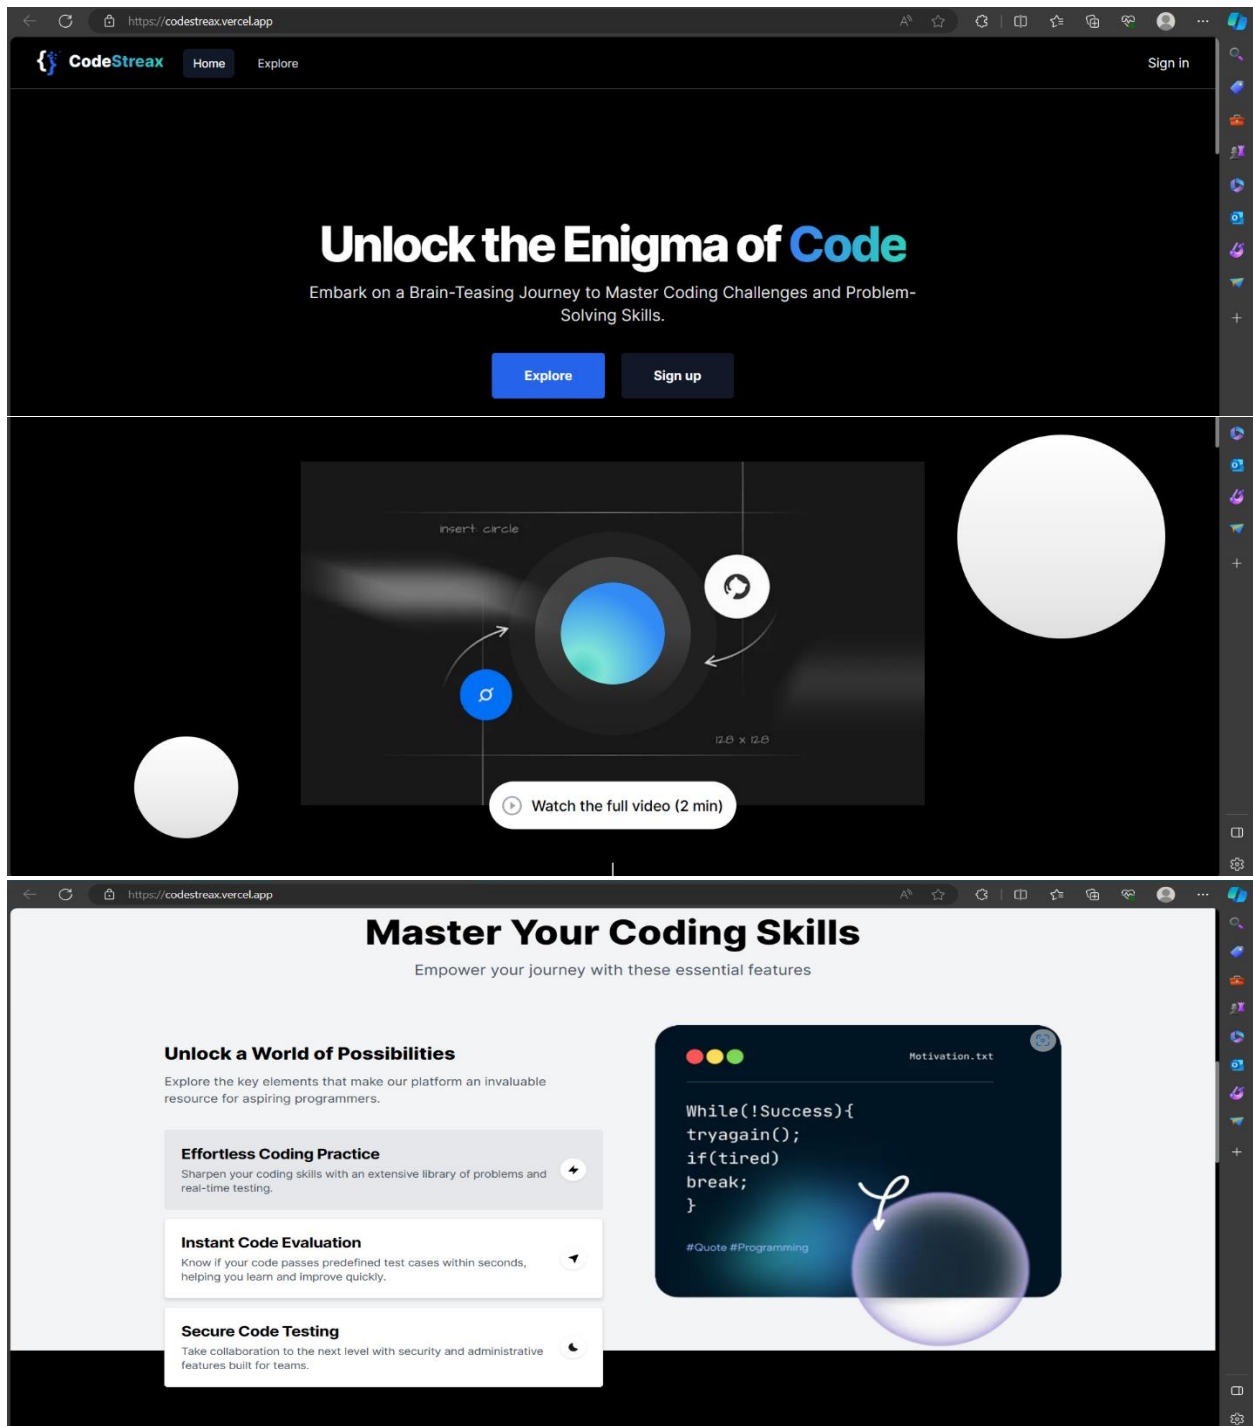 https://codestreax.vercel.app
CodeStreax
Home
Explore
Sign in
Unlock the Enigma of Code
Embark on a Brain-Teasing Journey to Master Coding Challenges and Problem-
Solving Skills.
Explore
Sign up
insert circle
128 x 128
Watch the full video (2 min)
https://codestreax.vercel.app
Master Your Coding Skills
Empower your journey with these essential features
Unlock a World of Possibilities
Explore the key elements that make our platform an invaluable
resource for aspiring programmers.
Effortless Coding Practice
Sharpen your coding skills with an extensive library of problems and
real-time testing.
Instant Code Evaluation
Know if your code passes predefined test cases within seconds,
helping you learn and improve quickly.
Secure Code Testing
Take collaboration to the next level with security and administrative
features built for teams.
Motivation.txt
While(!Success){
tryagain();
if(tired)
break;
}
#Quote #Programming